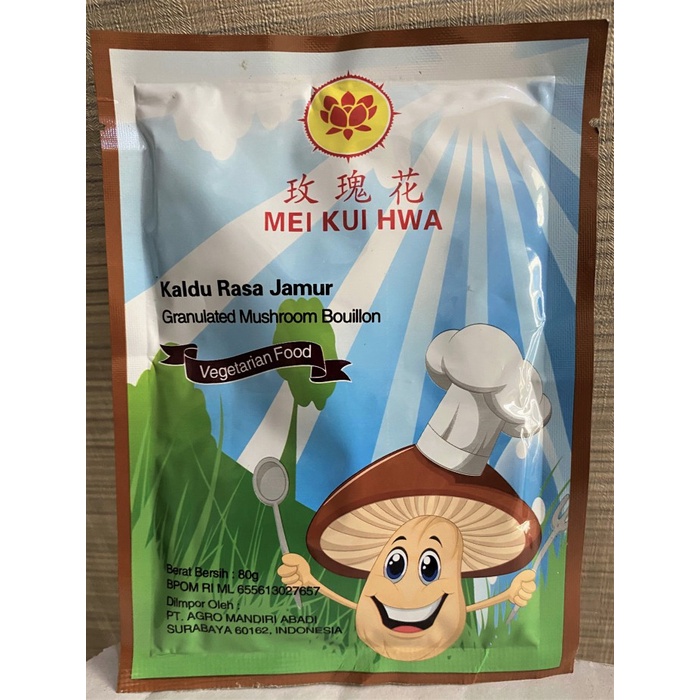 玫瑰花
MEI KUI HWA
Kaldu Rasa Jamur
Granulated Mushroom Bouillon
Vegetarian Food
Berat Bersih : 80g
BPOM RI ML 655613027657
DiImpor Oleh :
PT. AGRO MANDIRI ABADI
SURABAYA 60162, INDONESIA